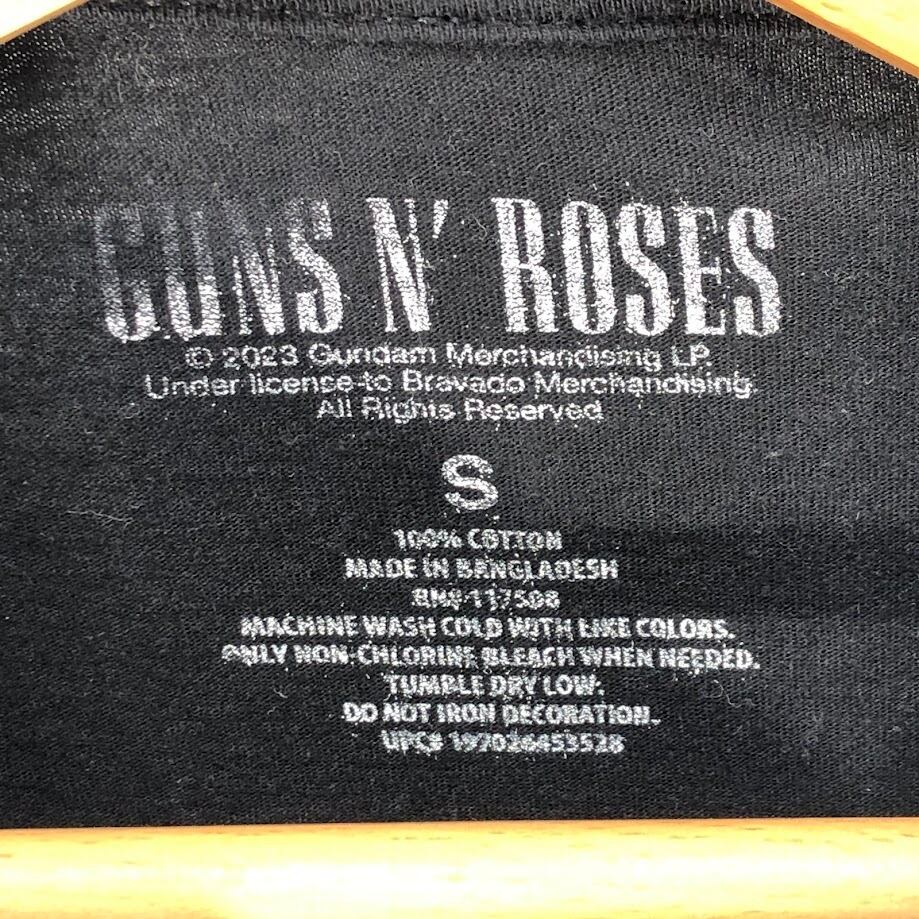 GUNS N' ROSES
© 2023 Gundam Merchandising LP.
Under license to Bravado Merchandising.
All Rights Reserved
S
100% COTTON
MADE IN BANGLADESH
RN# 117508
MACHINE WASH COLD WITH LIKE COLORS.
ONLY NON-CHLORINE BLEACH WHEN NEEDED.
TUMBLE DRY LOW.
DO NOT IRON DECORATION.
UPC#